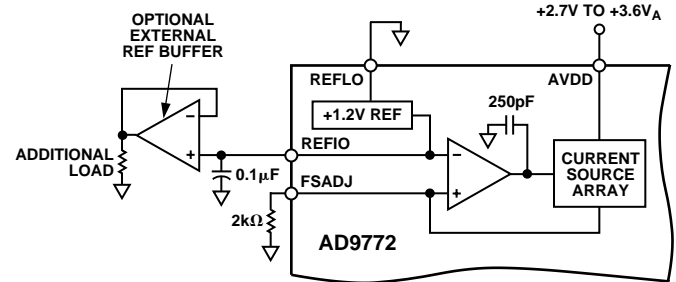 OPTIONAL
EXTERNAL
REF BUFFER
+2.7V TO +3.6VA
REFLO
AVDD
250pF
+1.2V REF
–
REFIO
+
–
ADDITIONAL
LOAD
0.1μF
CURRENT
SOURCE
ARRAY
FSADJ
+
2kΩ
AD9772